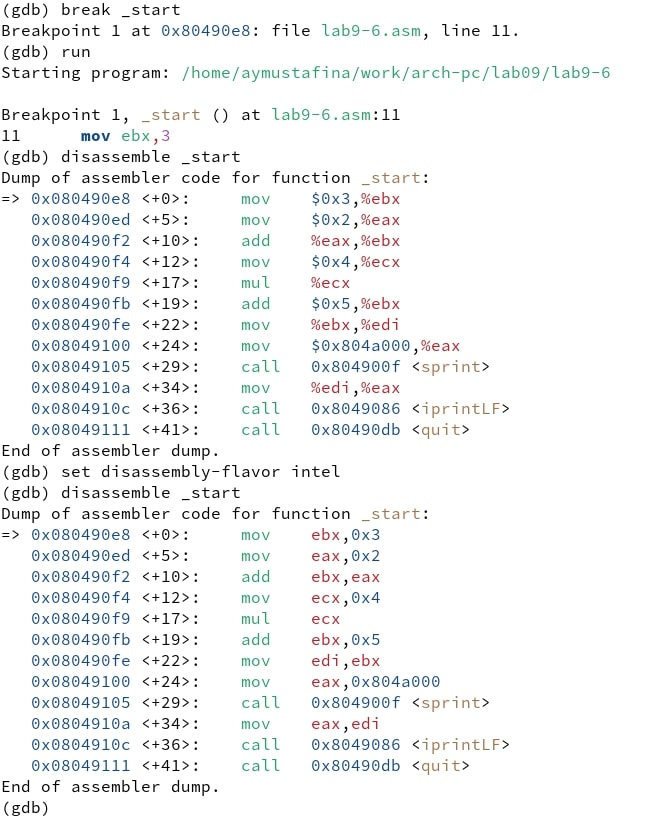 (gdb) break _start
Breakpoint 1 at 0x80490e8: file lab9-6.asm, line 11.
(gdb) run
Starting program: /home/aymustafina/work/arch-pc/lab09/lab9-6

Breakpoint 1, _start () at lab9-6.asm:11
11      mov ebx,3
(gdb) disassemble _start
Dump of assembler code for function _start:
=> 0x080490e8 <+0>:     mov    $0x3,%ebx
   0x080490ed <+5>:     mov    $0x2,%eax
   0x080490f2 <+10>:    add    %eax,%ebx
   0x080490f4 <+12>:    mov    $0x4,%ecx
   0x080490f9 <+17>:    mul    %ecx
   0x080490fb <+19>:    add    $0x5,%ebx
   0x080490fe <+22>:    mov    %ebx,%edi
   0x08049100 <+24>:    mov    $0x804a000,%eax
   0x08049105 <+29>:    call   0x804900f <sprint>
   0x0804910a <+34>:    mov    %edi,%eax
   0x0804910c <+36>:    call   0x8049086 <iprintLF>
   0x08049111 <+41>:    call   0x80490db <quit>
End of assembler dump.
(gdb) set disassembly-flavor intel
(gdb) disassemble _start
Dump of assembler code for function _start:
=> 0x080490e8 <+0>:     mov    ebx,0x3
   0x080490ed <+5>:     mov    eax,0x2
   0x080490f2 <+10>:    add    ebx,eax
   0x080490f4 <+12>:    mov    ecx,0x4
   0x080490f9 <+17>:    mul    ecx
   0x080490fb <+19>:    add    ebx,0x5
   0x080490fe <+22>:    mov    edi,ebx
   0x08049100 <+24>:    mov    eax,0x804a000
   0x08049105 <+29>:    call   0x804900f <sprint>
   0x0804910a <+34>:    mov    eax,edi
   0x0804910c <+36>:    call   0x8049086 <iprintLF>
   0x08049111 <+41>:    call   0x80490db <quit>
End of assembler dump.
(gdb)